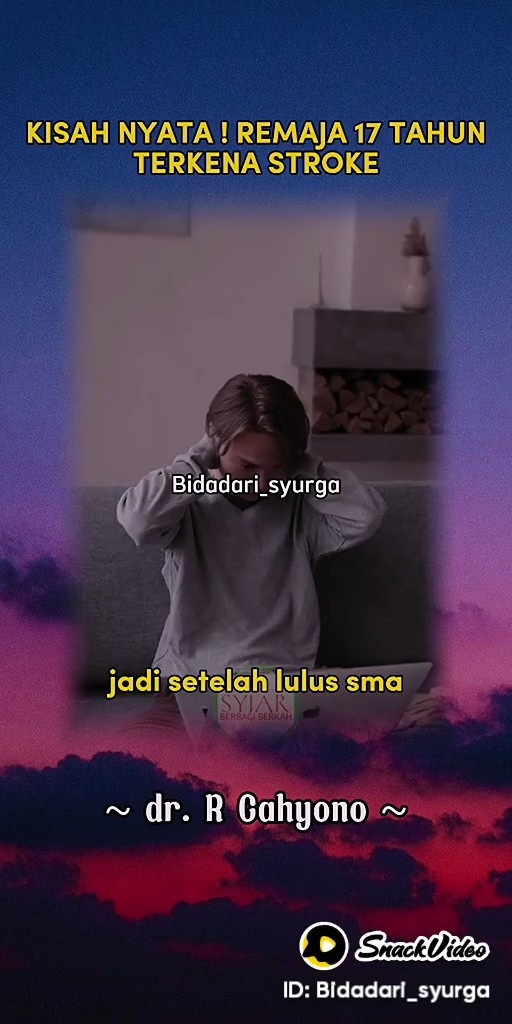 KISAH NYATA ! REMAJA 17 TAHUN
TERKENA STROKE
Bidadari_syurga
jadi setelah lulus sma
SYIAR
BERBAGI BERKAH
~ dr. R Cahyono ~
SnackVideo
ID: Bidadari_syurga